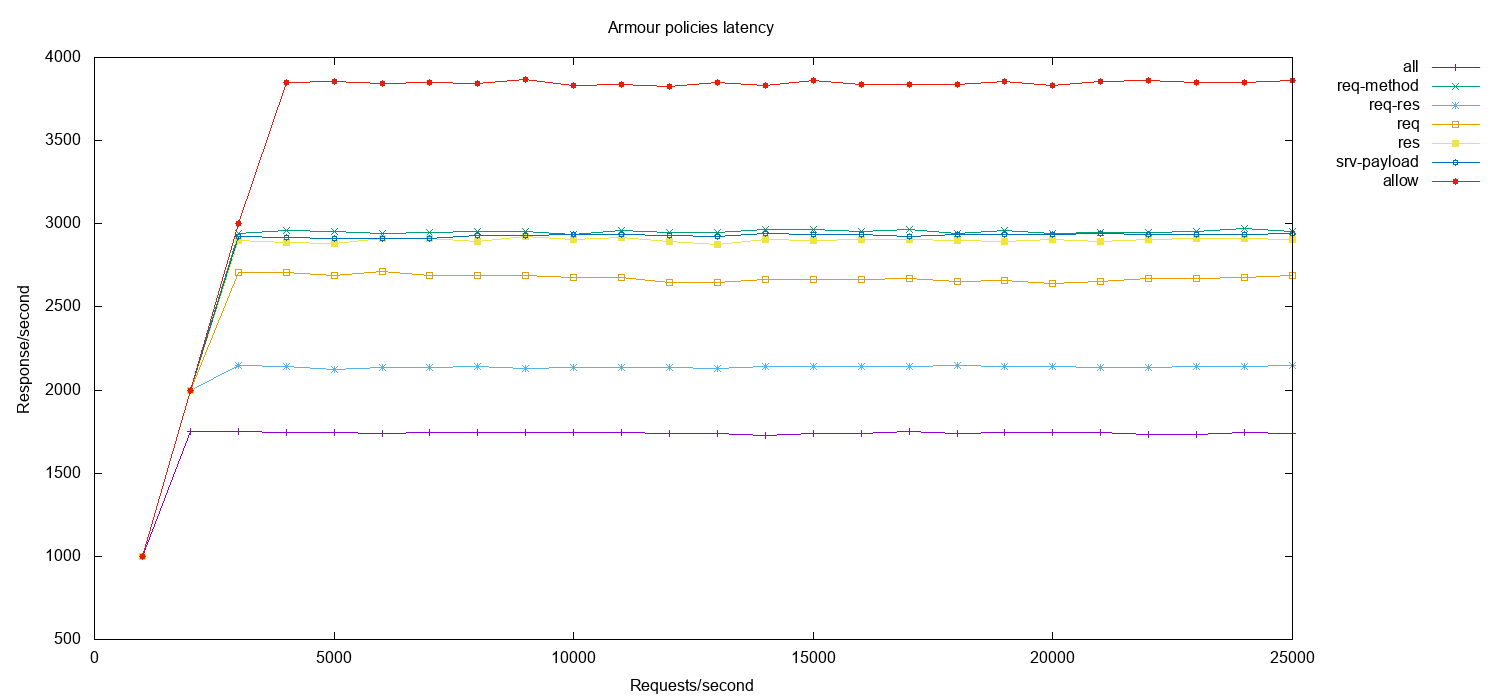 Armour policies latency
4000
3500
3000
2500
2000
1500
1000
500
Response/second
0
5000
10000
15000
20000
25000
Requests/second
all
req-method
req-res
req
res
srv-payload
allow